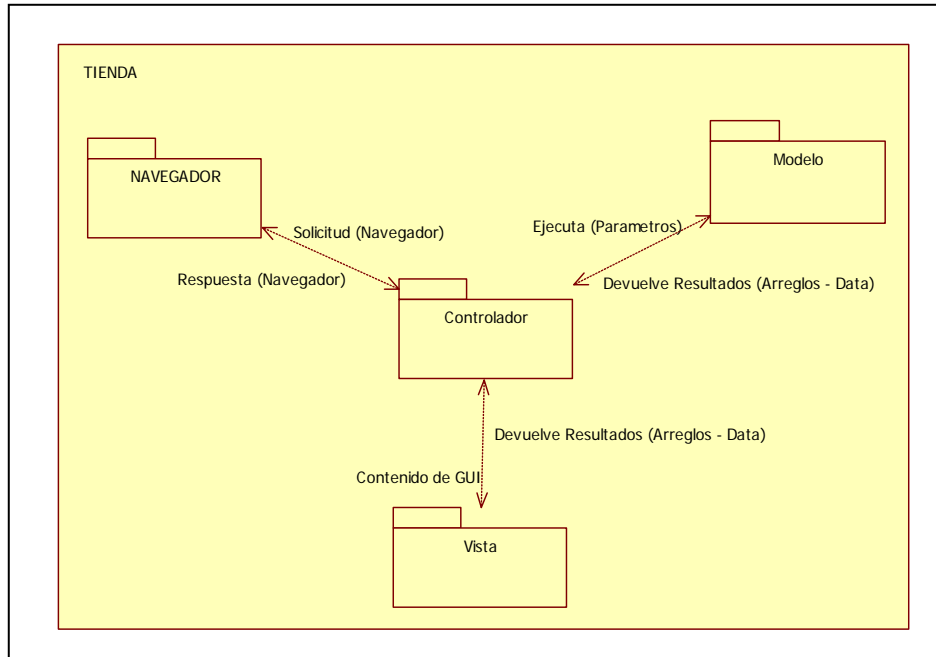 TIENDA
NAVEGADOR
Modelo
Solicitud (Navegador)
Ejecuta (Parametros)
Respuesta (Navegador)
Devuelve Resultados (Arreglos - Data)
Controlador
Devuelve Resultados (Arreglos - Data)
Contenido de GUI
Vista